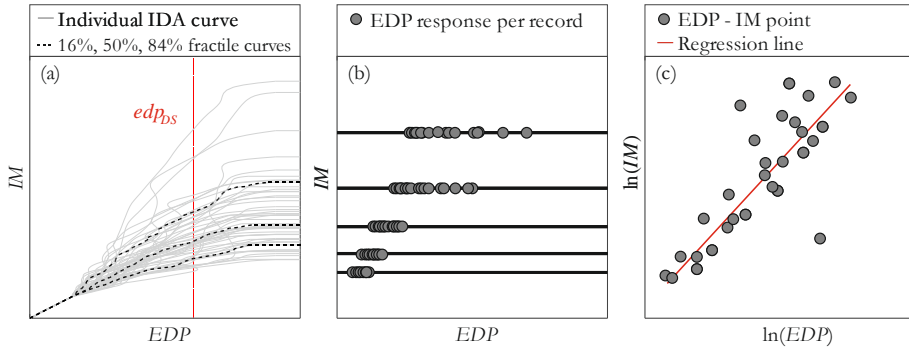 Individual IDA curve
16%, 50%, 84% fractile curves
(a)
edp_DS
IM
EDP
EDP response per record
(b)
IM
EDP
EDP - IM point
Regression line
(c)
ln(IM)
ln(EDP)